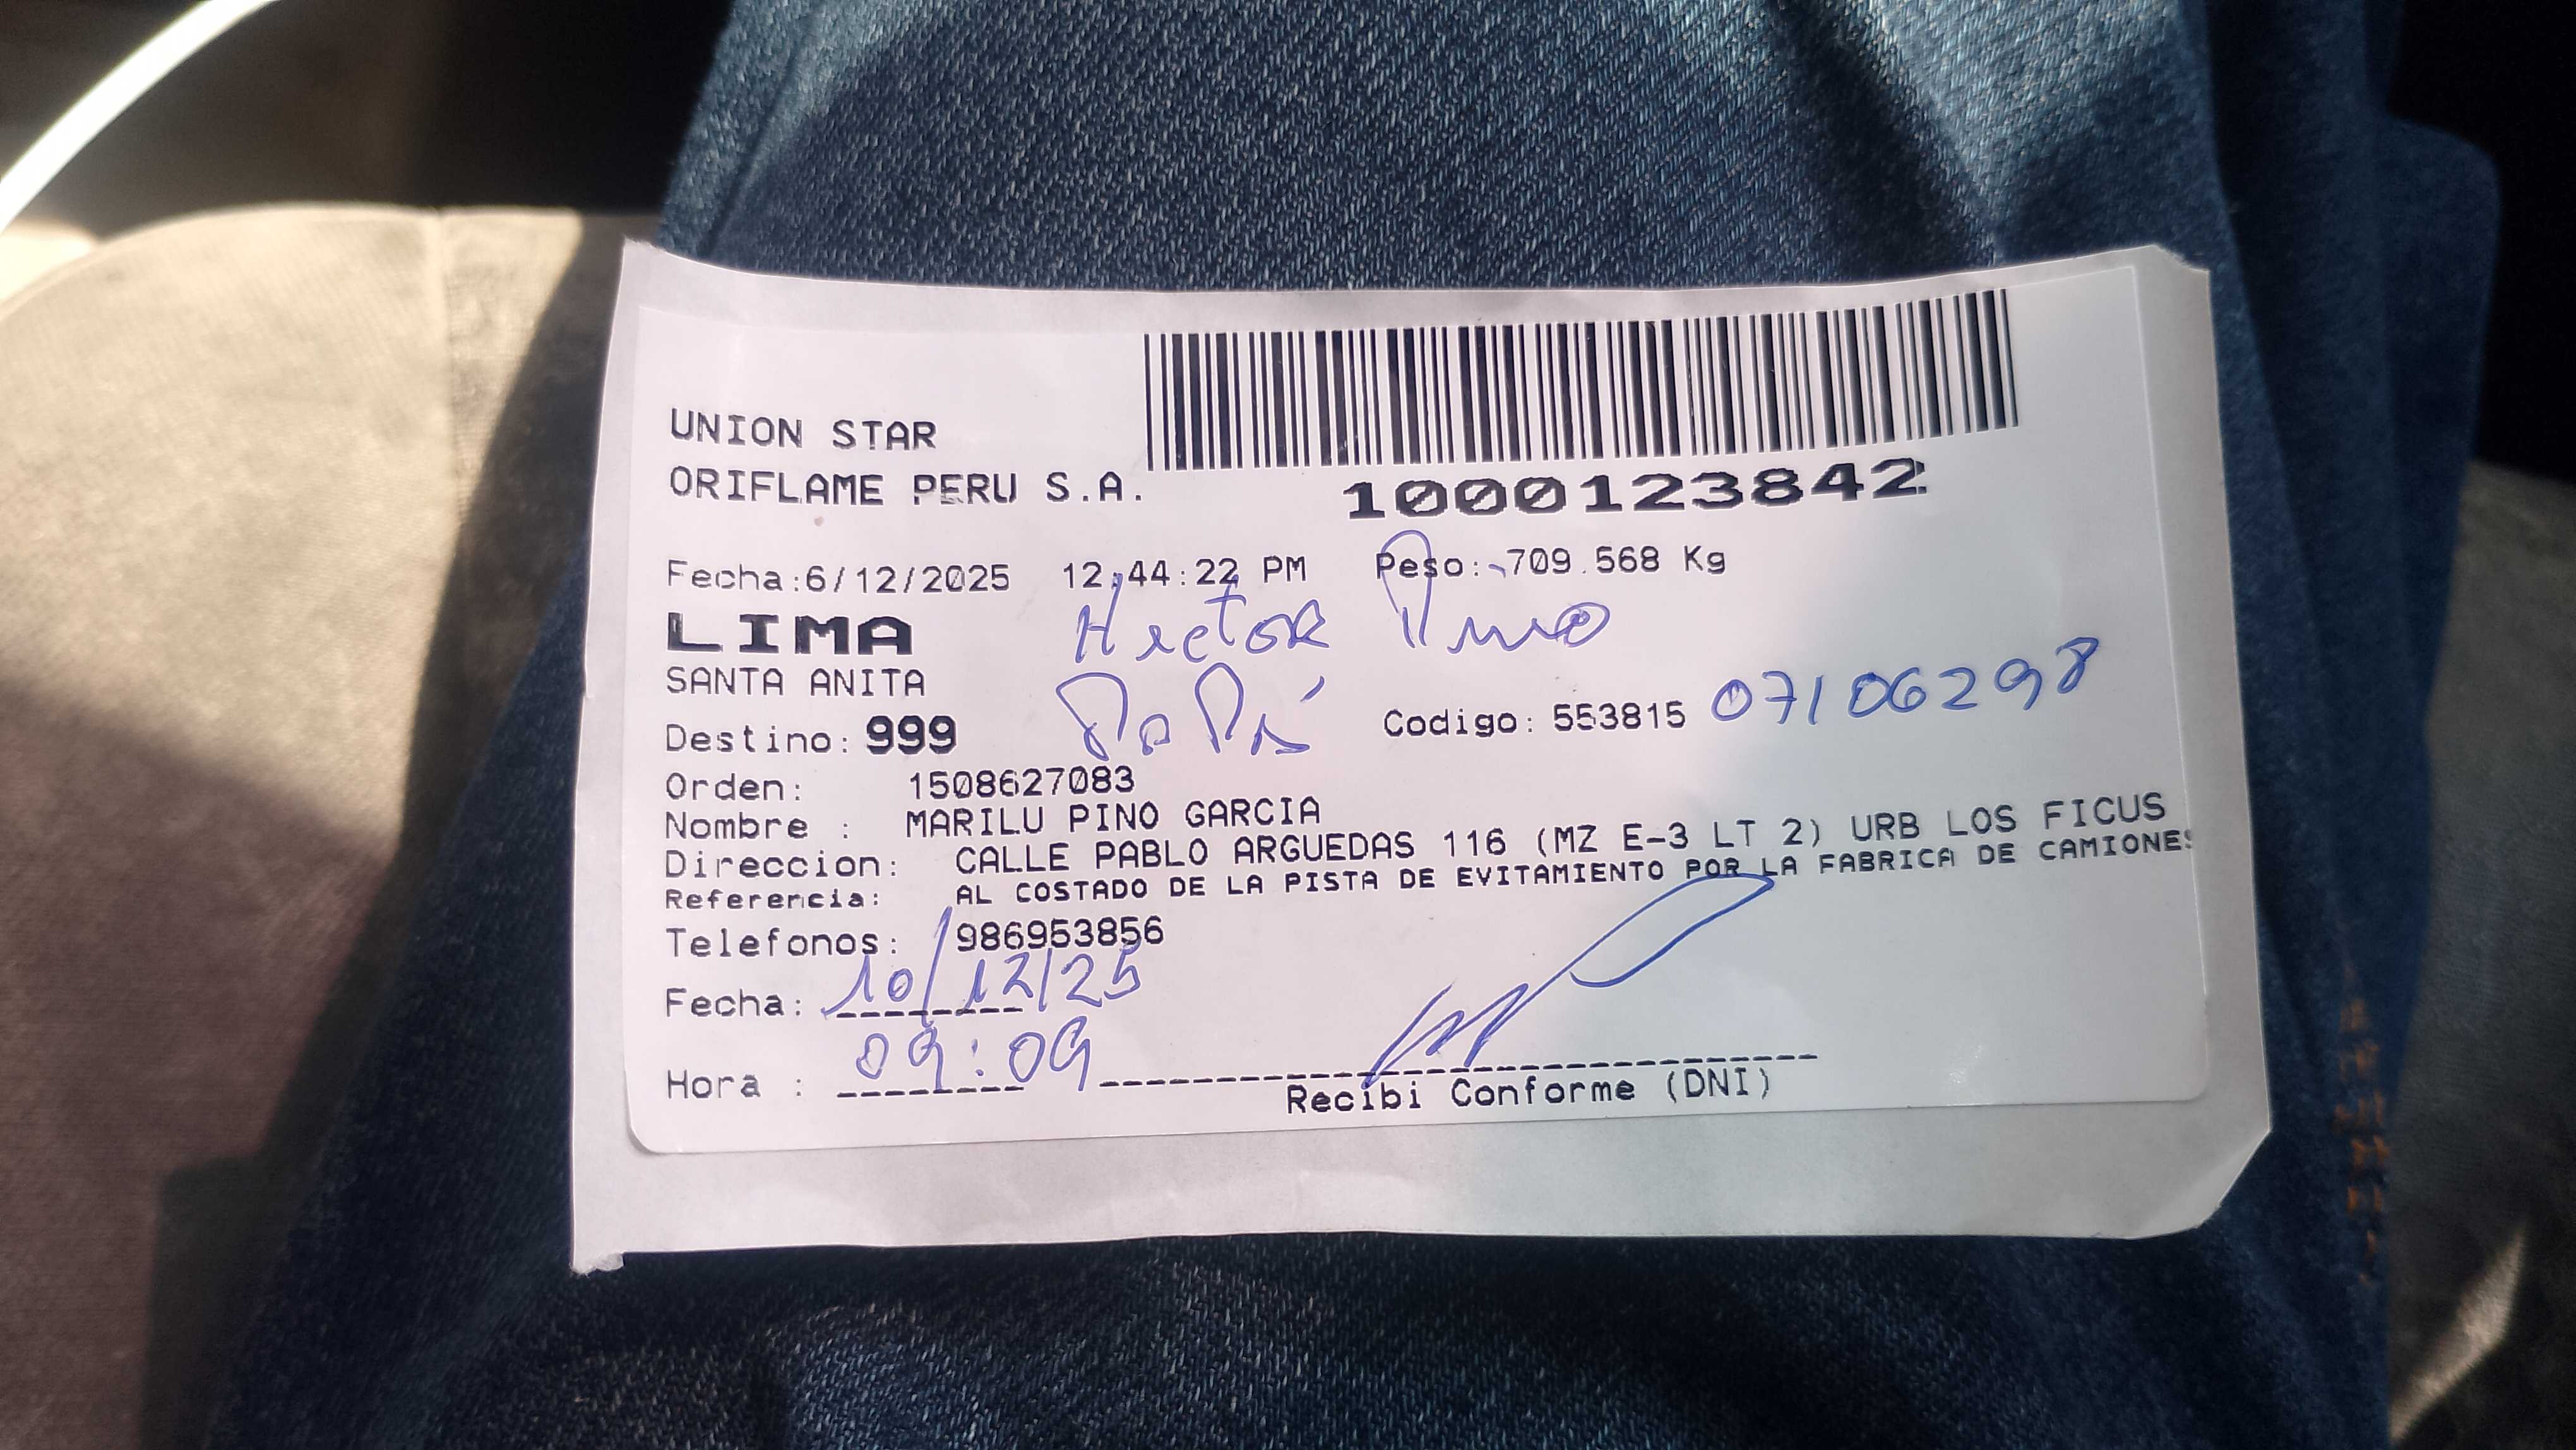 UNION STAR
ORIFLAME PERU S.A.
1000123842
Fecha:6/12/2025 12:44:22 PM Peso: 709.568 Kg
LIMA Hector Pino
SANTA ANITA
Destino: 999 PaPá Codigo: 553815 07106298
Orden: 1508627083
Nombre : MARILU PINO GARCIA
Direccion: CALLE PABLO ARGUEDAS 116 (MZ E-3 LT 2) URB LOS FICUS
Referencia: AL COSTADO DE LA PISTA DE EVITAMIENTO POR LA FABRICA DE CAMIONES
Telefonos: 986953856
Fecha: 10/12/25
Hora : 09:09
Recibi Conforme (DNI)